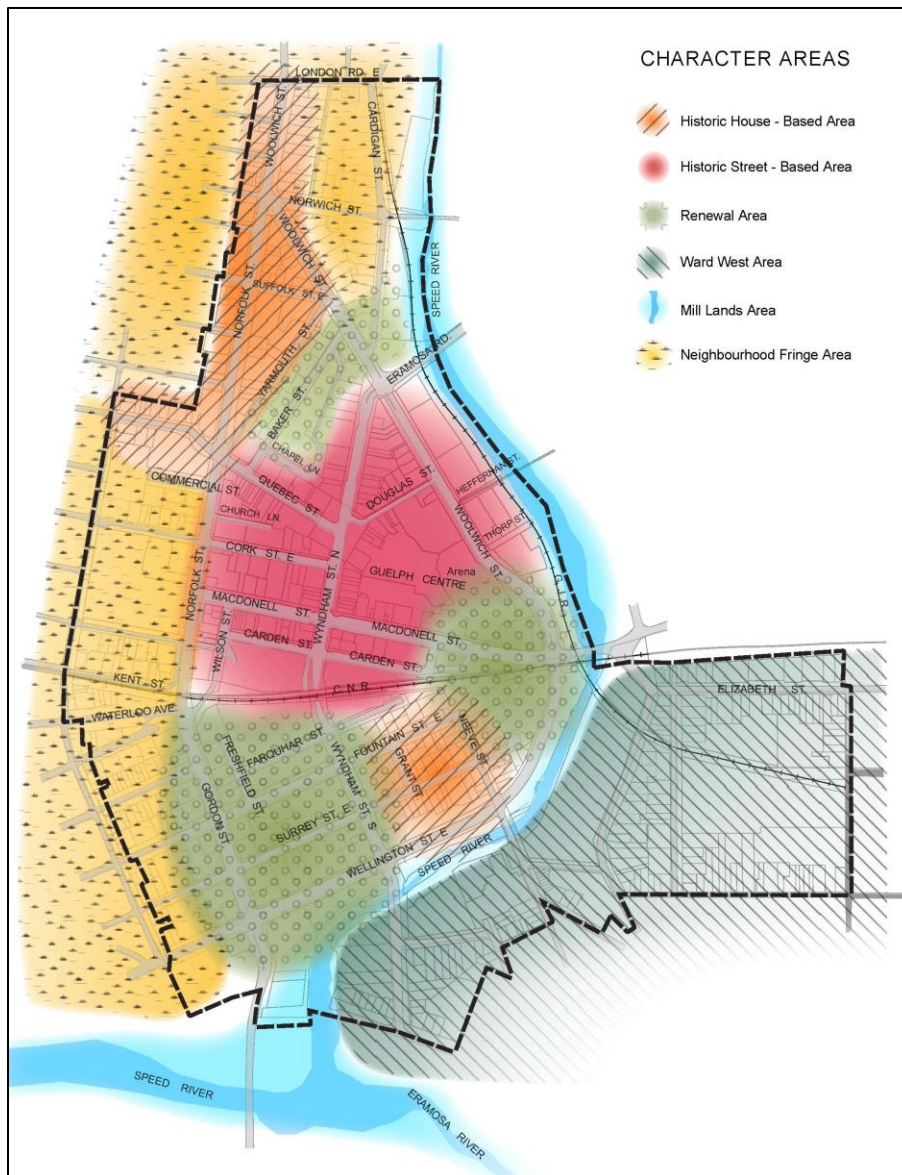 CHARACTER AREAS
Historic House - Based Area
Historic Street - Based Area
Renewal Area
Ward West Area
Mill Lands Area
Neighbourhood Fringe Area
LONDON RD. E
WOOLWICH ST.
CARDIGAN ST.
NORWICH ST.
WOOLWICH ST.
SPEED RIVER
NORFOLK ST.
SUFFOLK ST. E
YARMOUTH ST.
ERAMOSA RD.
BAKER ST.
CHAPEL LN.
COMMERCIAL ST.
QUEBEC ST.
DOUGLAS ST.
HEFFERNAN ST.
CHURCH LN.
WOOLWICH ST.
THORP ST.
CORK ST. E
WYNDHAM ST. N
GUELPH CENTRE
Arena
NORFOLK ST.
MACDONELL ST.
MACDONELL ST.
G.J.R.
WILSON ST.
CARDEN ST.
CARDEN ST.
KENT ST.
C.N.R.
ELIZABETH ST.
WATERLOO AVE.
FARQUHAR ST.
FOUNTAIN ST. E
NEEVE ST.
FRESHFIELD ST.
WYNDHAM ST. S
GRANT ST.
GORDON ST.
SURREY ST. E
WELLINGTON ST. E
SPEED RIVER
SPEED RIVER
ERAMOSA RIVER